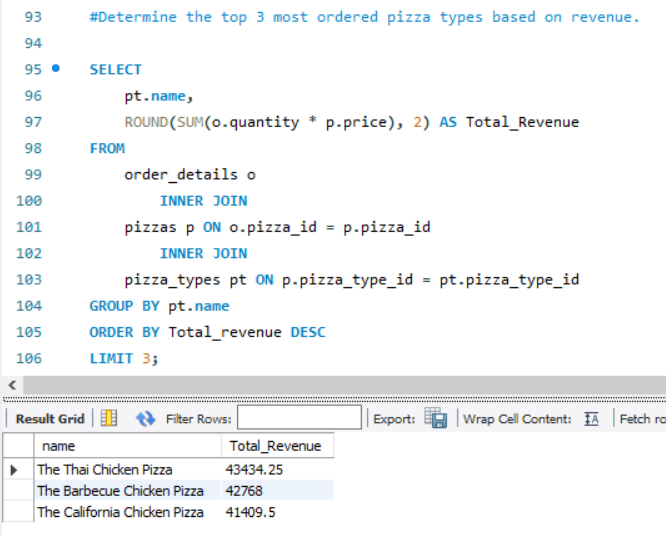 93 #Determine the top 3 most ordered pizza types based on revenue.
94
95 SELECT
96 pt.name,
97 ROUND(SUM(o.quantity * p.price), 2) AS Total_Revenue
98 FROM
99 order_details o
100 INNER JOIN
101 pizzas p ON o.pizza_id = p.pizza_id
102 INNER JOIN
103 pizza_types pt ON p.pizza_type_id = pt.pizza_type_id
104 GROUP BY pt.name
105 ORDER BY Total_revenue DESC
106 LIMIT 3;
Result Grid Filter Rows: Export: Wrap Cell Content: Fetch ro
name Total_Revenue
The Thai Chicken Pizza 43434.25
The Barbecue Chicken Pizza 42768
The California Chicken Pizza 41409.5